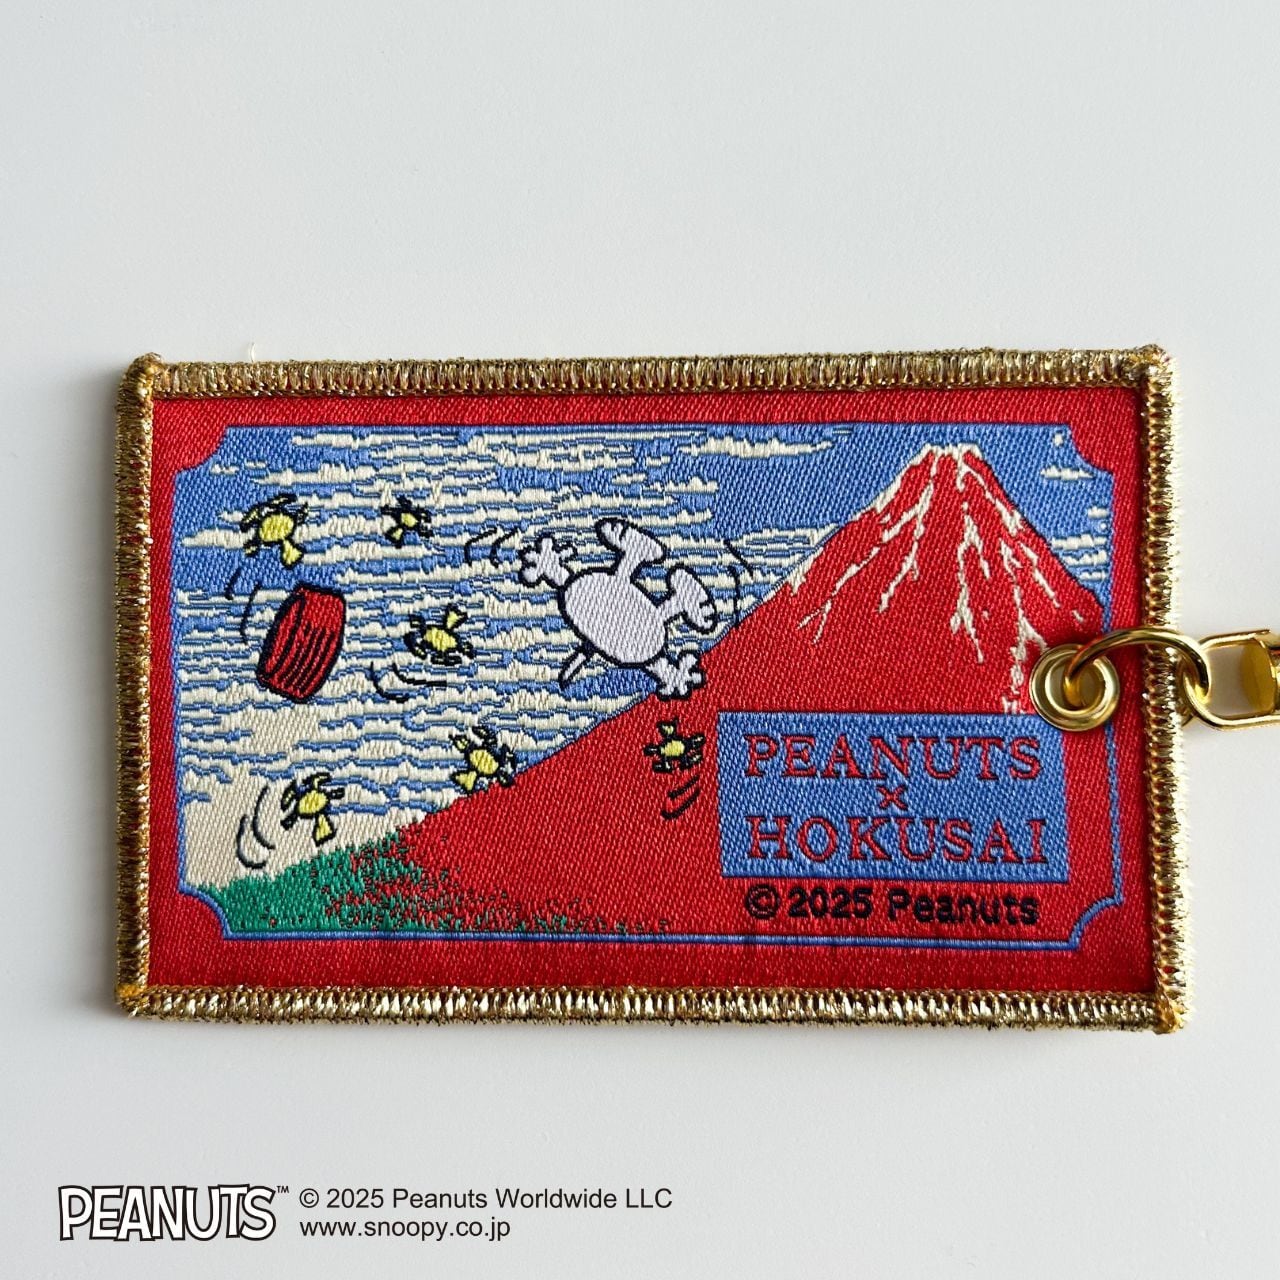 PEANUTS
×
HOKUSAI
© 2025 Peanuts
PEANUTS™ © 2025 Peanuts Worldwide LLC
www.snoopy.co.jp